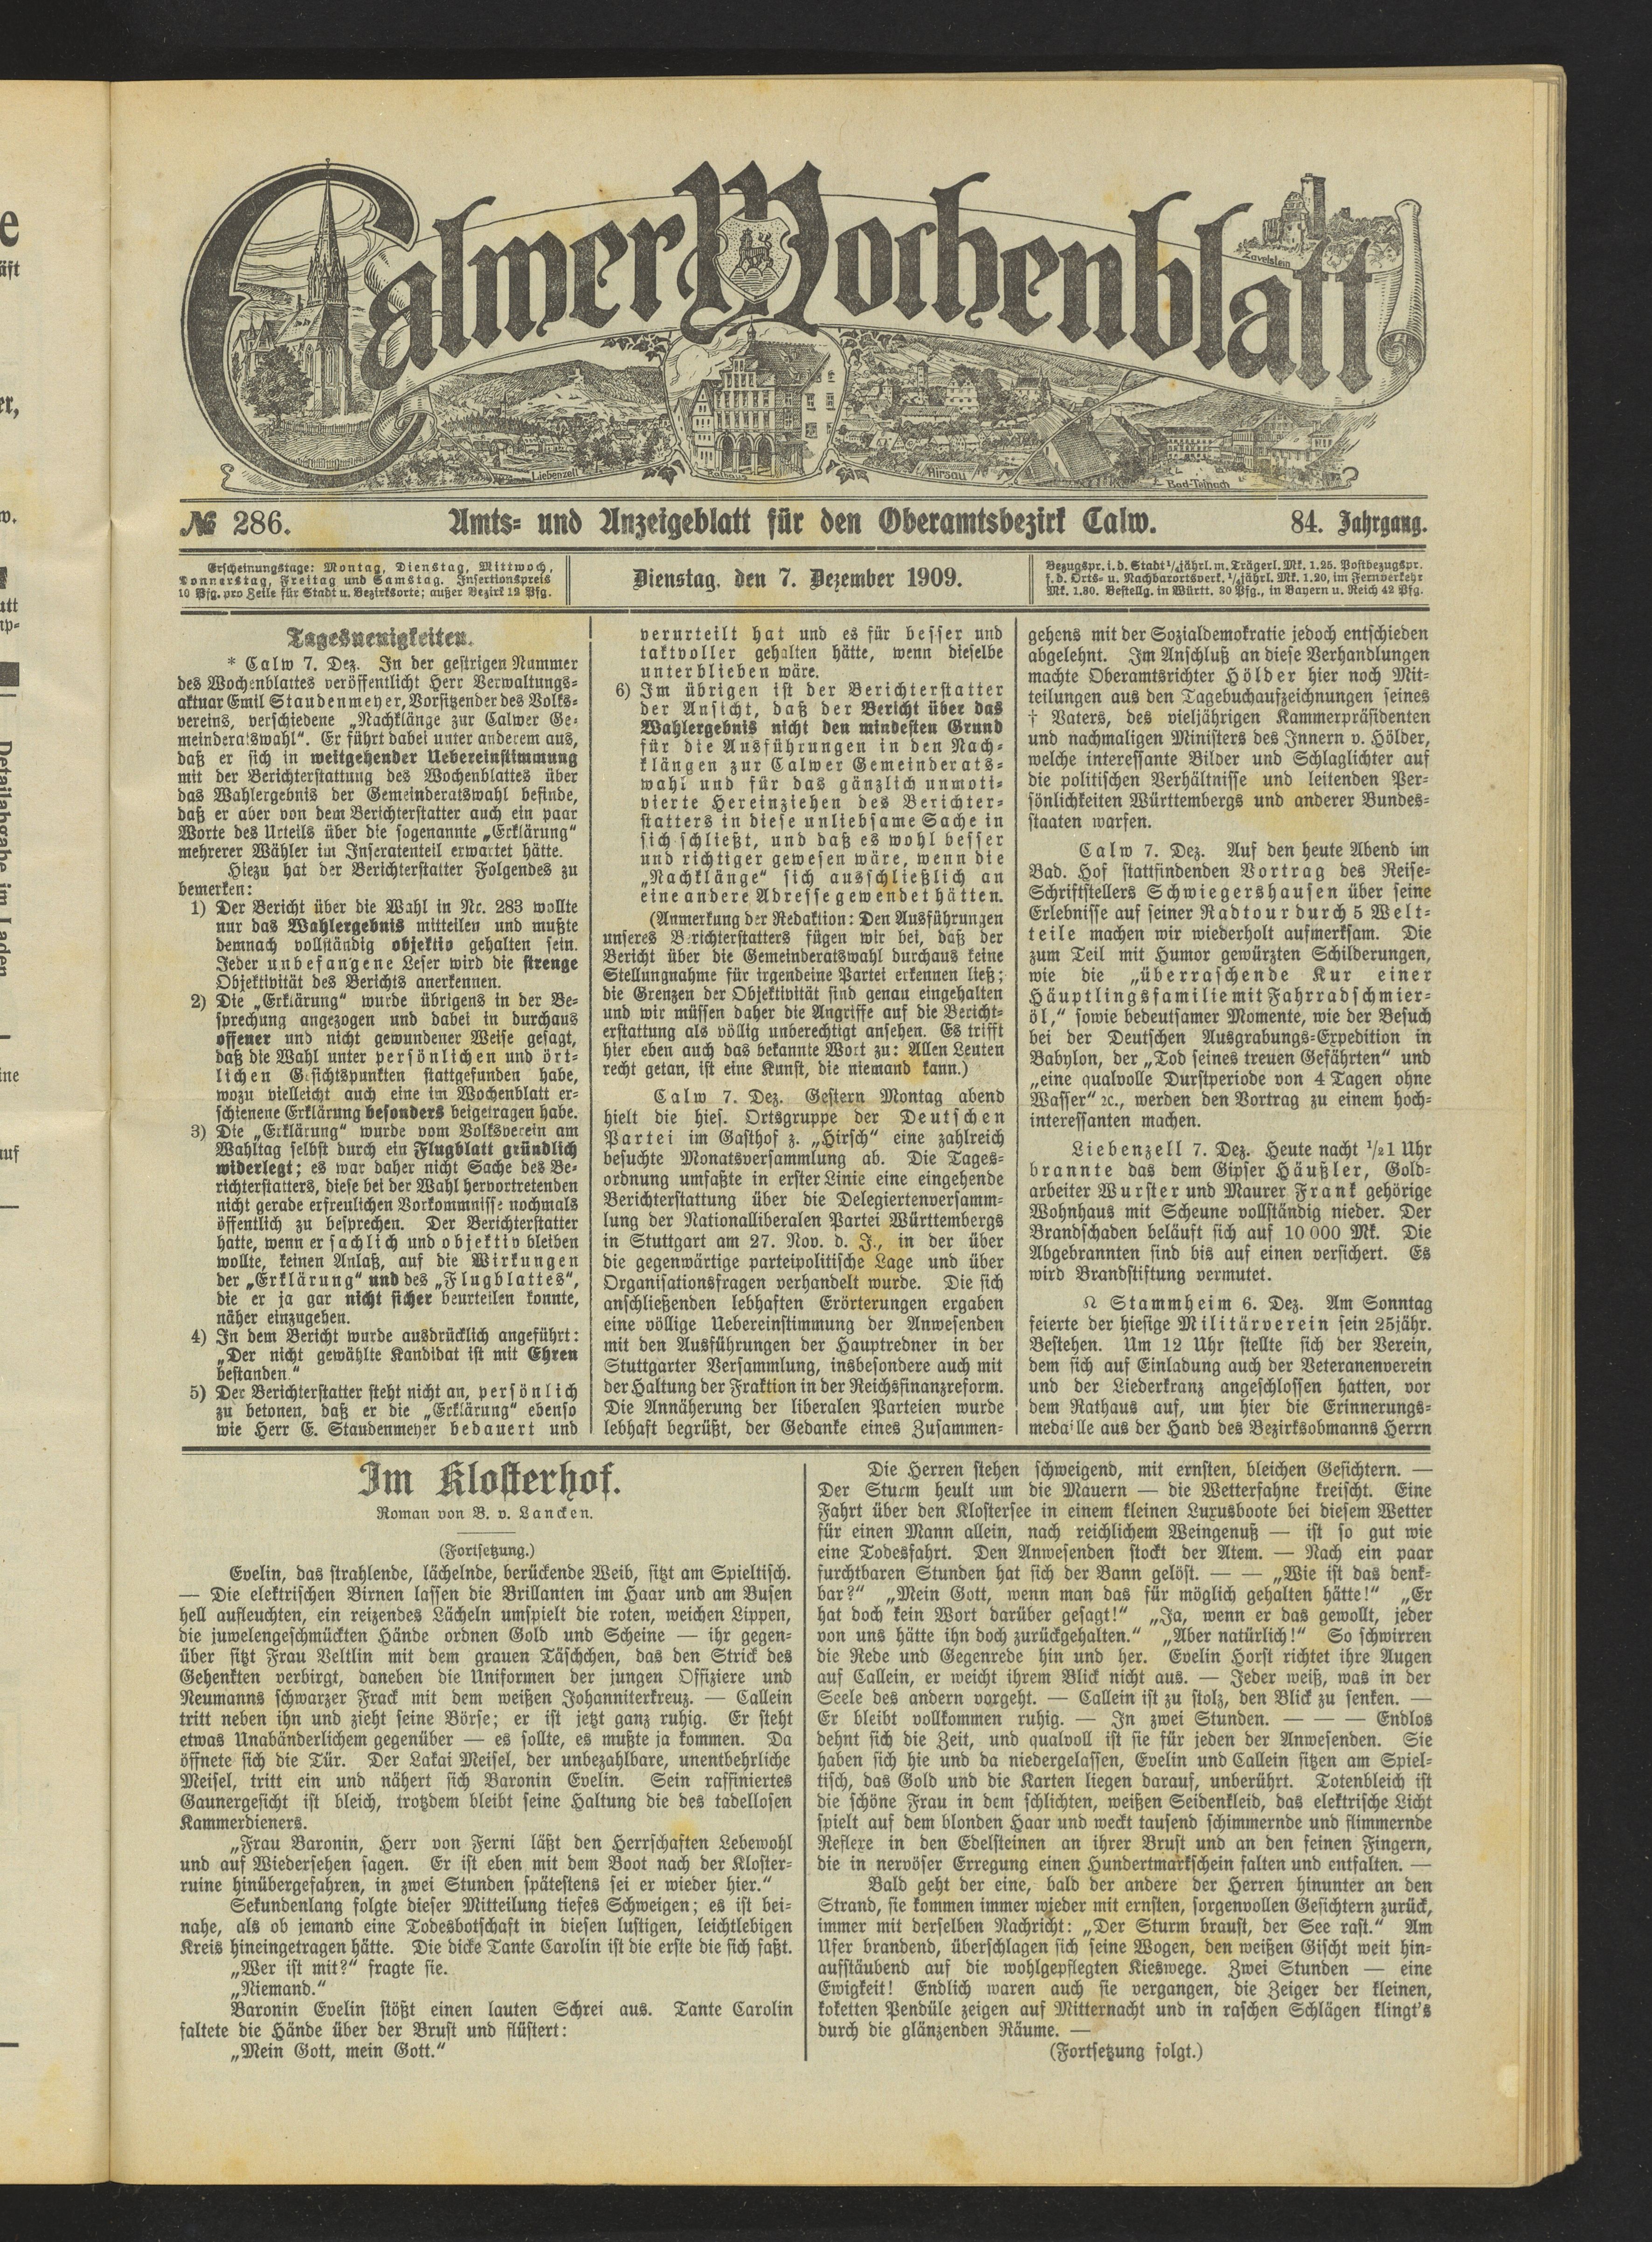 Calwer Wochenblatt
Zavelstein
Liebenzell
Rathaus
Hirsau
Bad-Teinach
№ 286.
Amts- und Anzeigeblatt für den Oberamtsbezirk Calw.
84. Jahrgang.
Erscheinungstage: Montag, Dienstag, Mittwoch,
Donnerstag, Freitag und Samstag. Insertionspreis
10 Pfg. pro Zeile für Stadt u. Bezirksorte; außer Bezirk 12 Pfg.
Dienstag, den 7. Dezember 1909.
Bezugspr. i. d. Stadt ¼jährl. m. Trägerl. Mk. 1.25. Postbezugspr.
f. d. Orts- u. Nachbarortsverk. ¼jährl. Mk. 1.20, im Fernverkehr
Mk. 1.30. Bestellg. in Württ. 30 Pfg., in Bayern u. Reich 42 Pfg.
Tagesneuigkeiten.
* Calw 7. Dez. In der gestrigen Nummer
des Wochenblattes veröffentlicht Herr Verwaltungs-
aktuar Emil Staudenmeyer, Vorsitzender des Volks-
vereins, verschiedene „Nachklänge zur Calwer Ge-
meinderatswahl“. Er führt dabei unter anderem aus,
daß er sich in weitgehender Uebereinstimmung
mit der Berichterstattung des Wochenblattes über
das Wahlergebnis der Gemeinderatswahl befinde,
daß er aber von dem Berichterstatter auch ein paar
Worte des Urteils über die sogenannte „Erklärung“
mehrerer Wähler im Inseratenteil erwartet hätte.
Hiezu hat der Berichterstatter Folgendes zu
bemerken:
1) Der Bericht über die Wahl in Nr. 283 wollte
nur das Wahlergebnis mitteilen und mußte
demnach vollständig objektiv gehalten sein.
Jeder unbefangene Leser wird die strenge
Objektivität des Berichts anerkennen.
2) Die „Erklärung“ wurde übrigens in der Be-
sprechung angezogen und dabei in durchaus
offener und nicht gewundener Weise gesagt,
daß die Wahl unter persönlichen und ört-
lichen Gesichtspunkten stattgefunden habe,
wozu vielleicht auch eine im Wochenblatt er-
schienene Erklärung besonders beigetragen habe.
3) Die „Erklärung“ wurde vom Volksverein am
Wahltag selbst durch ein Flugblatt gründlich
widerlegt; es war daher nicht Sache des Be-
richterstatters, diese bei der Wahl hervortretenden
nicht gerade erfreulichen Vorkommnisse nochmals
öffentlich zu besprechen. Der Berichterstatter
hatte, wenn er sachlich und objektiv bleiben
wollte, keinen Anlaß, auf die Wirkungen
der „Erklärung“ und des „Flugblattes“,
die er ja gar nicht sicher beurteilen konnte,
näher einzugehen.
4) In dem Bericht wurde ausdrücklich angeführt:
„Der nicht gewählte Kandidat ist mit Ehren
bestanden.“
5) Der Berichterstatter steht nicht an, persönlich
zu betonen, daß er die „Erklärung“ ebenso
wie Herr E. Staudenmeyer bedauert und
verurteilt hat und es für besser und
taktvoller gehalten hätte, wenn dieselbe
unterblieben wäre.
6) Im übrigen ist der Berichterstatter
der Ansicht, daß der Bericht über das
Wahlergebnis nicht den mindesten Grund
für die Ausführungen in den Nach-
klängen zur Calwer Gemeinderats-
wahl und für das gänzlich unmoti-
vierte Hereinziehen des Berichter-
statters in diese unliebsame Sache in
sich schließt, und daß es wohl besser
und richtiger gewesen wäre, wenn die
„Nachklänge“ sich ausschließlich an
eine andere Adresse gewendet hätten.
(Anmerkung der Redaktion: Den Ausführungen
unseres Berichterstatters fügen wir bei, daß der
Bericht über die Gemeinderatswahl durchaus keine
Stellungnahme für irgendeine Partei erkennen ließ;
die Grenzen der Objektivität sind genau eingehalten
und wir müssen daher die Angriffe auf die Bericht-
erstattung als völlig unberechtigt ansehen. Es trifft
hier eben auch das bekannte Wort zu: Allen Leuten
recht getan, ist eine Kunst, die niemand kann.)
Calw 7. Dez. Gestern Montag abend
hielt die hies. Ortsgruppe der Deutschen
Partei im Gasthof z. „Hirsch“ eine zahlreich
besuchte Monatsversammlung ab. Die Tages-
ordnung umfaßte in erster Linie eine eingehende
Berichterstattung über die Delegiertenversamm-
lung der Nationalliberalen Partei Württembergs
in Stuttgart am 27. Nov. d. J., in der über
die gegenwärtige parteipolitische Lage und über
Organisationsfragen verhandelt wurde. Die sich
anschließenden lebhaften Erörterungen ergaben
eine völlige Uebereinstimmung der Anwesenden
mit den Ausführungen der Hauptredner in der
Stuttgarter Versammlung, insbesondere auch mit
der Haltung der Fraktion in der Reichsfinanzreform.
Die Annäherung der liberalen Parteien wurde
lebhaft begrüßt, der Gedanke eines Zusammen-
gehens mit der Sozialdemokratie jedoch entschieden
abgelehnt. Im Anschluß an diese Verhandlungen
machte Oberamtsrichter Hölder hier noch Mit-
teilungen aus den Tagebuchaufzeichnungen seines
† Vaters, des vieljährigen Kammerpräsidenten
und nachmaligen Ministers des Innern v. Hölder,
welche interessante Bilder und Schlaglichter auf
die politischen Verhältnisse und leitenden Per-
sönlichkeiten Württembergs und anderer Bundes-
staaten warfen.
Calw 7. Dez. Auf den heute Abend im
Bad. Hof stattfindenden Vortrag des Reise-
Schriftstellers Schwiegershausen über seine
Erlebnisse auf seiner Radtour durch 5 Welt-
teile machen wir wiederholt aufmerksam. Die
zum Teil mit Humor gewürzten Schilderungen,
wie die „überraschende Kur einer
Häuptlingsfamilie mit Fahrradschmier-
öl,“ sowie bedeutsamer Momente, wie der Besuch
bei der Deutschen Ausgrabungs-Expedition in
Babylon, der „Tod seines treuen Gefährten“ und
„eine qualvolle Durstperiode von 4 Tagen ohne
Wasser“ ꝛc., werden den Vortrag zu einem hoch-
interessanten machen.
Liebenzell 7. Dez. Heute nacht ½1 Uhr
brannte das dem Gipser Häußler, Gold-
arbeiter Wurster und Maurer Frank gehörige
Wohnhaus mit Scheune vollständig nieder. Der
Brandschaden beläuft sich auf 10 000 Mk. Die
Abgebrannten sind bis auf einen versichert. Es
wird Brandstiftung vermutet.
Ω Stammheim 6. Dez. Am Sonntag
feierte der hiesige Militärverein sein 25jähr.
Bestehen. Um 12 Uhr stellte sich der Verein,
dem sich auf Einladung auch der Veteranenverein
und der Liederkranz angeschlossen hatten, vor
dem Rathaus auf, um hier die Erinnerungs-
medaille aus der Hand des Bezirksobmanns Herrn
Im Klosterhof.
Roman von B. v. Lancken.
(Fortsetzung.)
Evelin, das strahlende, lächelnde, berückende Weib, sitzt am Spieltisch.
— Die elektrischen Birnen lassen die Brillanten im Haar und am Busen
hell aufleuchten, ein reizendes Lächeln umspielt die roten, weichen Lippen,
die juwelengeschmückten Hände ordnen Gold und Scheine — ihr gegen-
über sitzt Frau Veltlin mit dem grauen Täschchen, das den Strick des
Gehenkten verbirgt, daneben die Uniformen der jungen Offiziere und
Neumanns schwarzer Frack mit dem weißen Johanniterkreuz. — Callein
tritt neben ihn und zieht seine Börse; er ist jetzt ganz ruhig. Er steht
etwas Unabänderlichem gegenüber — es sollte, es mußte ja kommen. Da
öffnete sich die Tür. Der Lakai Meisel, der unbezahlbare, unentbehrliche
Meisel, tritt ein und nähert sich Baronin Evelin. Sein raffiniertes
Gaunergesicht ist bleich, trotzdem bleibt seine Haltung die des tadellosen
Kammerdieners.
„Frau Baronin, Herr von Ferni läßt den Herrschaften Lebewohl
und auf Wiedersehen sagen. Er ist eben mit dem Boot nach der Kloster-
ruine hinübergefahren, in zwei Stunden spätestens sei er wieder hier.“
Sekundenlang folgte dieser Mitteilung tiefes Schweigen; es ist bei-
nahe, als ob jemand eine Todesbotschaft in diesen lustigen, leichtlebigen
Kreis hineingetragen hätte. Die dicke Tante Carolin ist die erste die sich faßt.
„Wer ist mit?“ fragte sie.
„Niemand.“
Baronin Evelin stößt einen lauten Schrei aus. Tante Carolin
faltete die Hände über der Brust und flüstert:
„Mein Gott, mein Gott.“
Die Herren stehen schweigend, mit ernsten, bleichen Gesichtern. —
Der Sturm heult um die Mauern — die Wetterfahne kreischt. Eine
Fahrt über den Klostersee in einem kleinen Luxusboote bei diesem Wetter
für einen Mann allein, nach reichlichem Weingenuß — ist so gut wie
eine Todesfahrt. Den Anwesenden stockt der Atem. — Nach ein paar
furchtbaren Stunden hat sich der Bann gelöst. — — „Wie ist das denk-
bar?“ „Mein Gott, wenn man das für möglich gehalten hätte!“ „Er
hat doch kein Wort darüber gesagt!“ „Ja, wenn er das gewollt, jeder
von uns hätte ihn doch zurückgehalten.“ „Aber natürlich!“ So schwirren
die Rede und Gegenrede hin und her. Evelin Horst richtet ihre Augen
auf Callein, er weicht ihrem Blick nicht aus. — Jeder weiß, was in der
Seele des andern vorgeht. — Callein ist zu stolz, den Blick zu senken. —
Er bleibt vollkommen ruhig. — In zwei Stunden. — — — Endlos
dehnt sich die Zeit, und qualvoll ist sie für jeden der Anwesenden. Sie
haben sich hie und da niedergelassen, Evelin und Callein sitzen am Spiel-
tisch, das Gold und die Karten liegen darauf, unberührt. Totenbleich ist
die schöne Frau in dem schlichten, weißen Seidenkleid, das elektrische Licht
spielt auf dem blonden Haar und weckt tausend schimmernde und flimmernde
Reflexe in den Edelsteinen an ihrer Brust und an den feinen Fingern,
die in nervöser Erregung einen Hundertmarkschein falten und entfalten. —
Bald geht der eine, bald der andere der Herren hinunter an den
Strand, sie kommen immer wieder mit ernsten, sorgenvollen Gesichtern zurück,
immer mit derselben Nachricht: „Der Sturm braust, der See rast.“ Am
Ufer brandend, überschlagen sich seine Wogen, den weißen Gischt weit hin-
aufstäubend auf die wohlgepflegten Kieswege. Zwei Stunden — eine
Ewigkeit! Endlich waren auch sie vergangen, die Zeiger der kleinen,
koketten Pendüle zeigen auf Mitternacht und in raschen Schlägen klingt's
durch die glänzenden Räume. —
(Fortsetzung folgt.)